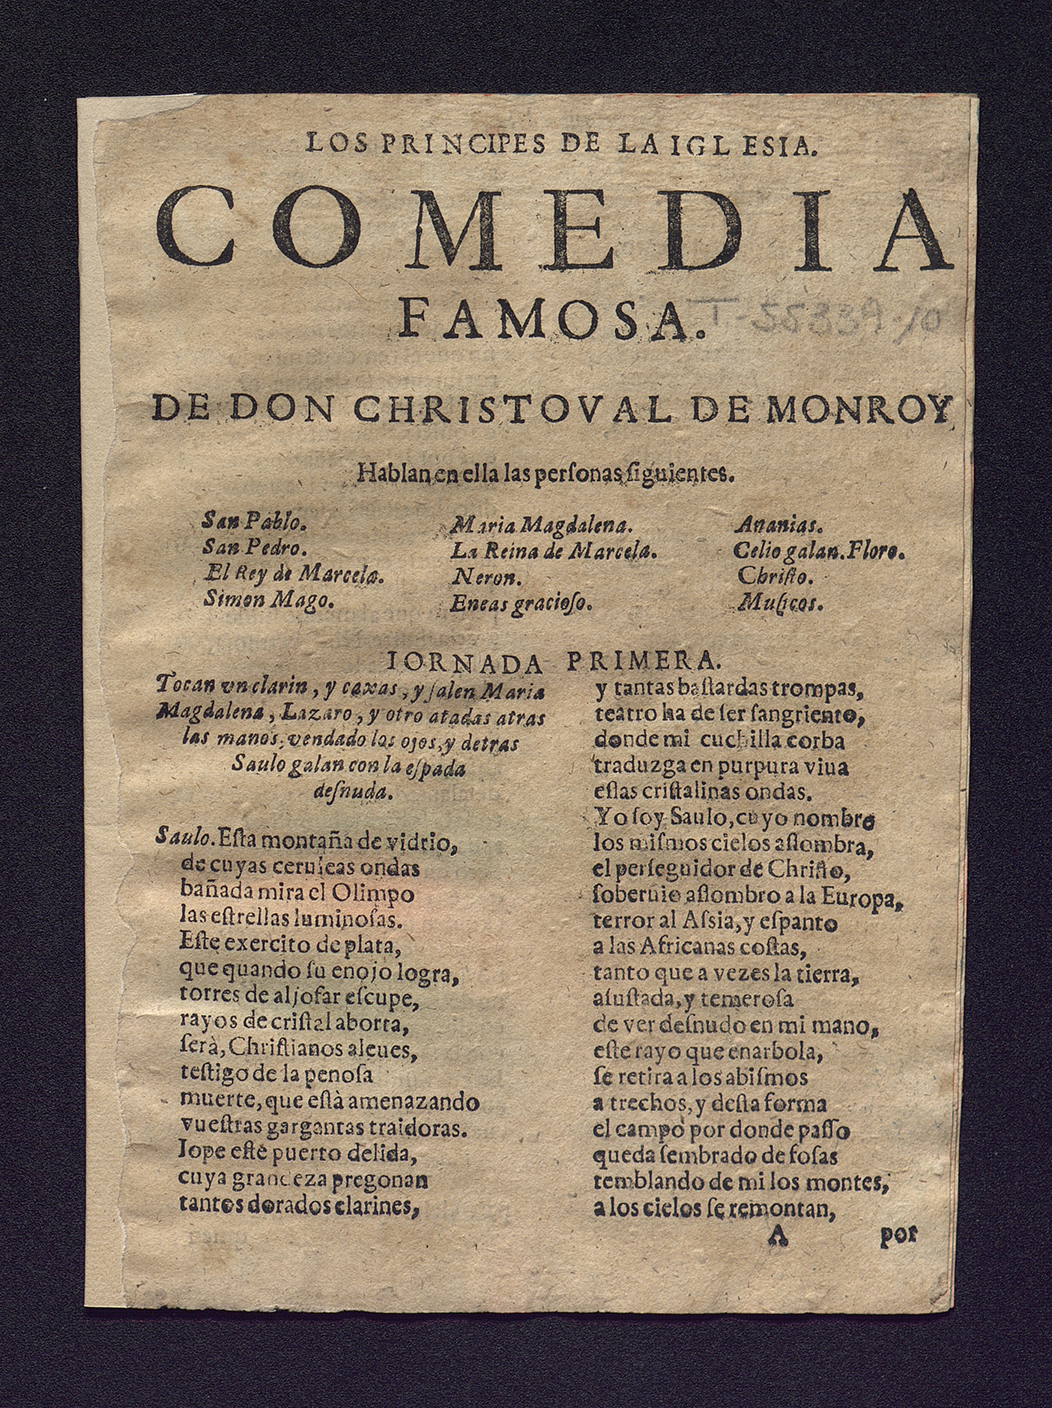 LOS PRINCIPES DE LA IGLESIA.
COMEDIA
FAMOSA.
T-55339-10
DE DON CHRISTOVAL DE MONROY
Hablan en ella las perſonas ſiguientes.
San Pablo.
San Pedro.
El Rey de Marcela.
Simon Mago.
Maria Magdalena.
La Reina de Marcela.
Neron.
Eneas gracioſo.
Ananias.
Celio galan. Floro.
Chriſto.
Muſicos.
IORNADA PRIMERA.
Tocan vn clarin, y caxas, y ſalen Maria
Magdalena, Lazaro, y otro atadas atras
las manos, vendado los ojos, y detras
Saulo galan con la eſpada
deſnuda.
Saulo. Eſta montaña de vidrio,
de cuyas ceruleas ondas
bañada mira el Olimpo
las eſtrellas luminoſas.
Eſte exercito de plata,
que quando ſu enojo logra,
torres de aljofar eſcupe,
rayos de criſtal aborta,
ſerà, Chriſtianos aleues,
teſtigo de la penoſa
muerte, que eſtà amenazando
vueſtras gargantas traidoras.
Iope eſte puerto delida,
cuya grandeza pregonan
tantos dorados clarines,
y tantas baſtardas trompas,
teatro ha de ſer ſangriento,
donde mi cuchilla corba
traduzga en purpura viua
eſſas criſtalinas ondas.
Yo ſoy Saulo, cuyo nombre
los miſmos cielos aſſombra,
el perſeguidor de Chriſto,
ſoberuio aſſombro a la Europa,
terror al Aſsia, y eſpanto
a las Africanas coſtas,
tanto que a vezes la tierra,
aſuſtada, y temeroſa
de ver deſnudo en mi mano,
eſte rayo que enarbola,
ſe retira a los abiſmos
a trechos, y deſta forma
el campo por donde paſſo
queda ſembrado de foſas
temblando de mi los montes,
a los cielos ſe remontan,
A
por